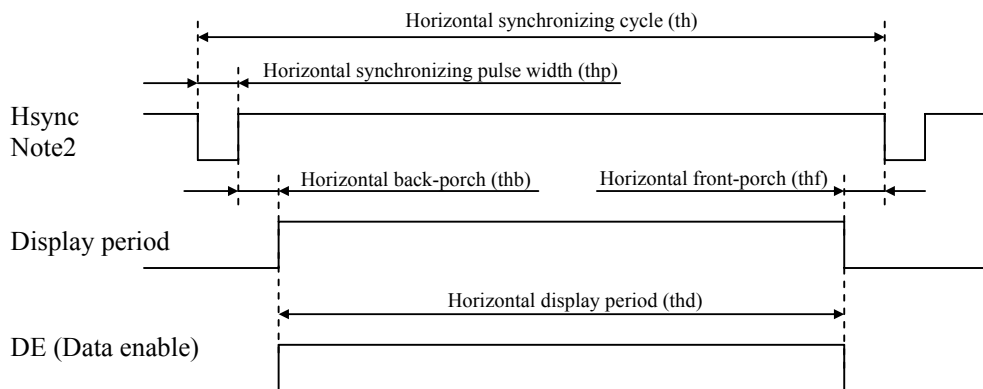 Horizontal synchronizing cycle (th)
Horizontal synchronizing pulse width (thp)
Hsync
Note2
Horizontal back-porch (thb)
Horizontal front-porch (thf)
Display period
Horizontal display period (thd)
DE (Data enable)